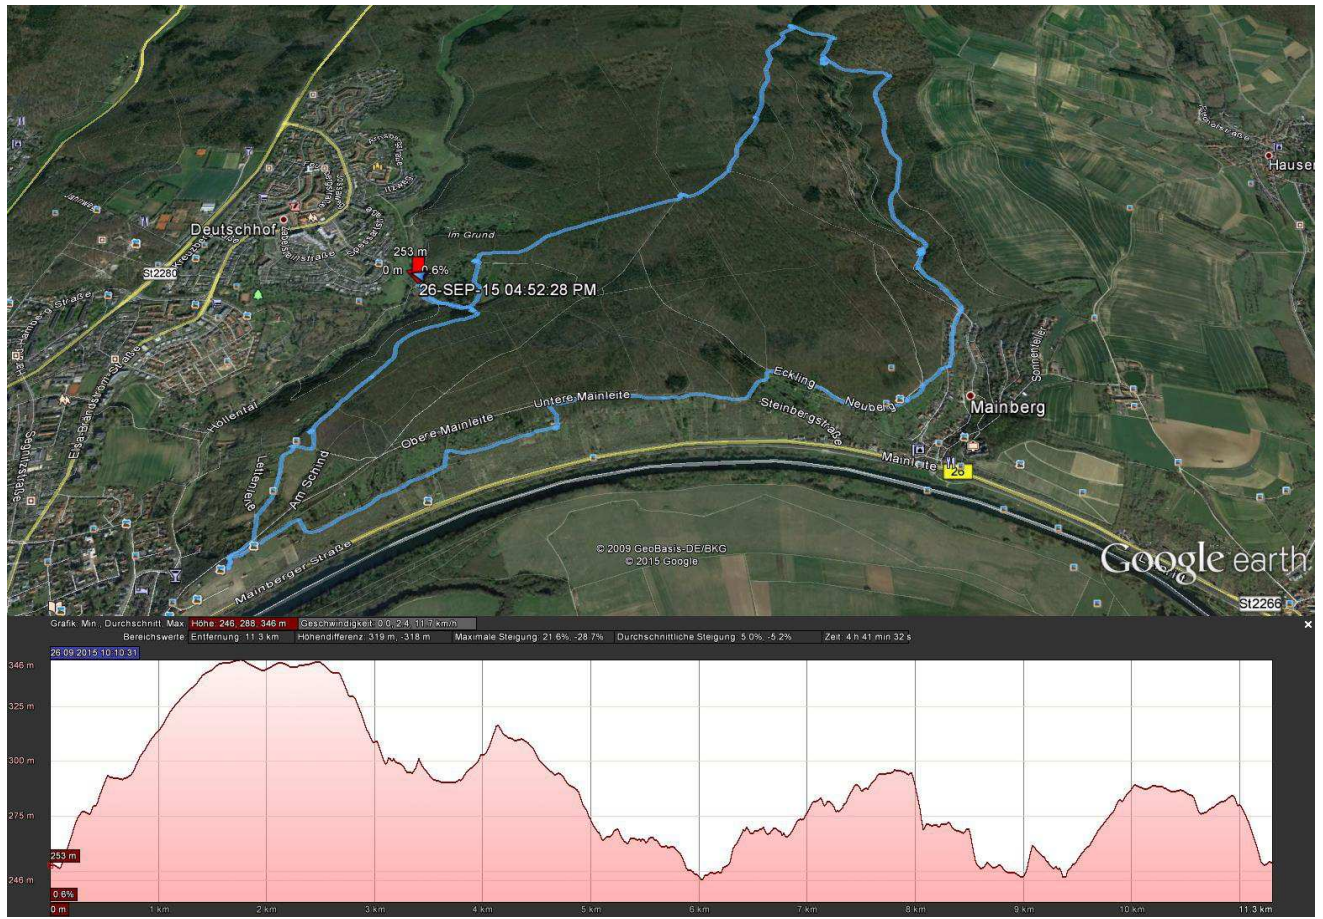 Deutschhof
Hausen
Im Grund
253 m
0 m
0.6%
St2280
26-SEP-15 04:52:28 PM
Höllental
Obere Mainleite
Untere Mainleite
Eckling
Steinbergstraße
Neuberg
Mainberg
Sonnenteller
Mainleite
Lettenleite
Am Schind
Mainberger Straße
Segnitzstraße
© 2009 GeoBasis-DE/BKG
© 2015 Google
Google earth
St2266
Grafik: Min., Durchschnitt, Max. Höhe: 246, 288, 346 m Geschwindigkeit: 0.0, 2.4, 11.7 km/h
Bereichswerte: Entfernung: 11.3 km Höhendifferenz: 319 m, -318 m Maximale Steigung: 21.6%, -28.7% Durchschnittliche Steigung: 5.0%, -5.2% Zeit: 4 h 41 min 32 s
26.09.2015 10:10:31
346 m
325 m
300 m
275 m
253 m
246 m
0.6%
0 m 1 km 2 km 3 km 4 km 5 km 6 km 7 km 8 km 9 km 10 km 11.3 km